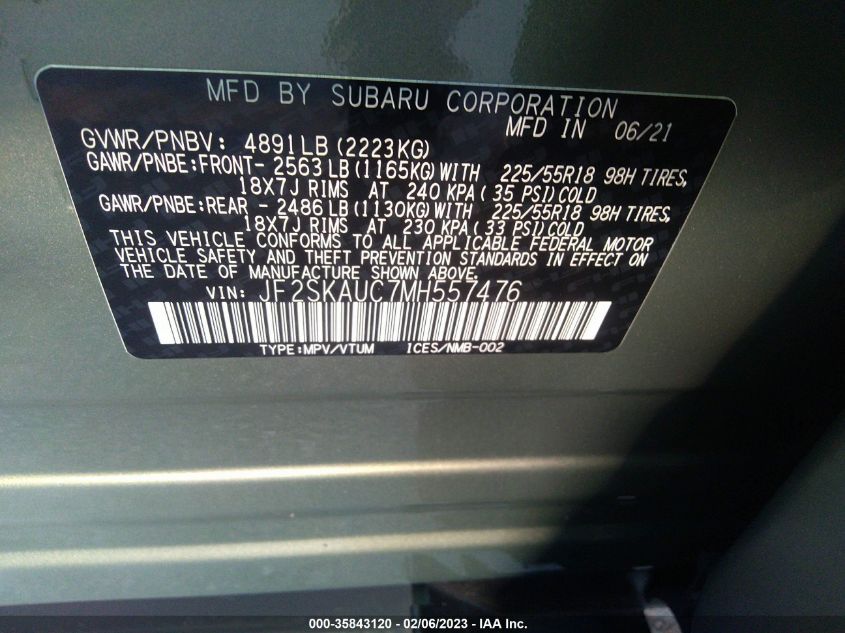 MFD BY SUBARU CORPORATION
MFD IN 06/21
GVWR/PNBV: 4891LB (2223KG)
GAWR/PNBE:FRONT- 2563LB (1165KG)WITH 225/55R18 98H TIRES,
18X7J RIMS AT 240 KPA( 35 PSI)COLD
GAWR/PNBE:REAR - 2486LB (1130KG)WITH 225/55R18 98H TIRES,
18X7J RIMS AT 230 KPA( 33 PSI)COLD
THIS VEHICLE CONFORMS TO ALL APPLICABLE FEDERAL MOTOR
VEHICLE SAFETY AND THEFT PREVENTION STANDARDS IN EFFECT ON
THE DATE OF MANUFACTURE SHOWN ABOVE.
VIN: JF2SKAUC7MH557476
TYPE:MPV/VTUM ICES/NMB-002
000-35843120 - 02/06/2023 - IAA Inc.